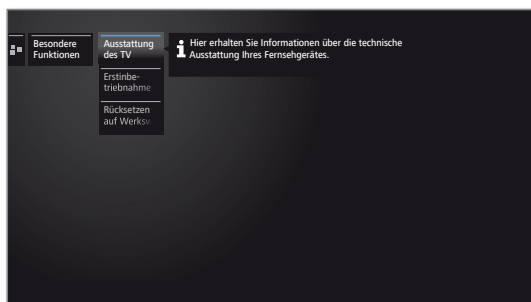 Besondere
Funktionen
Ausstattung
des TV
Hier erhalten Sie Informationen über die technische
Ausstattung Ihres Fernsehgerätes.
Erstinbe-
triebnahme
Rücksetzen
auf Werksw